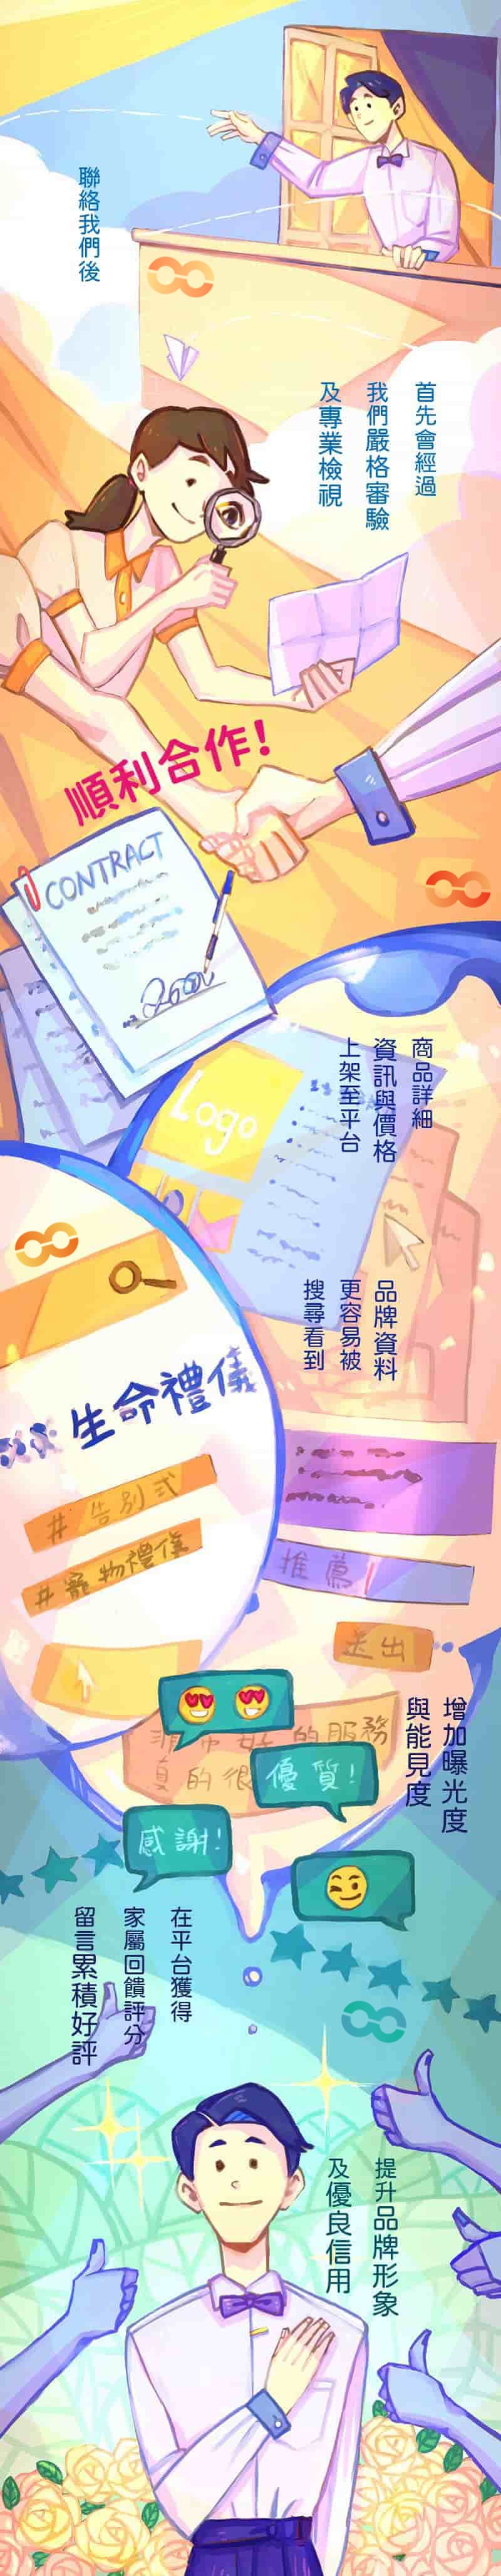 聯絡我們後
首先會經過
我們嚴格審驗
及專業檢視
順利合作!
CONTRACT
商品詳細
資訊與價格
上架至平台
Logo
品牌資料
更容易被
搜尋看到
生命禮儀
#告別式
#寵物禮儀
推薦
送出
增加曝光度
與能見度
非常好的服務
真的很
優質!
感謝!
在平台獲得
家屬回饋評分
留言累積好評
提升品牌形象
及優良信用